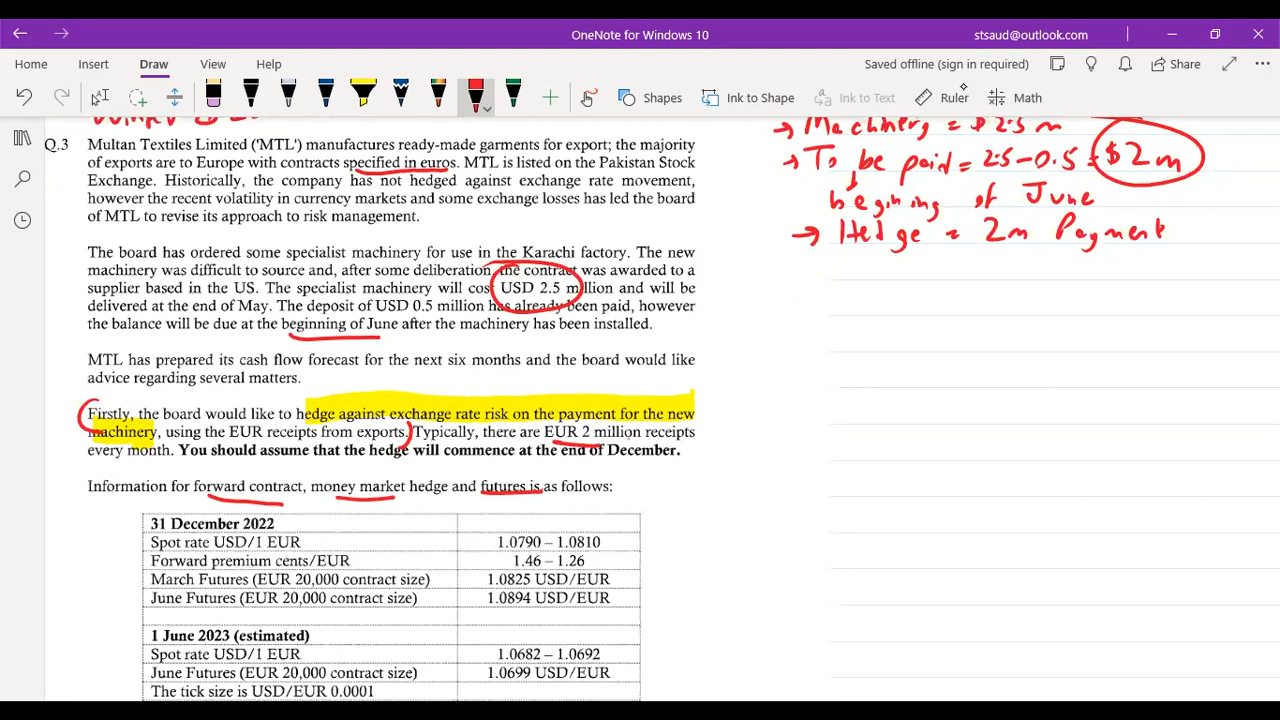 OneNote for Windows 10
stsaud@outlook.com
Home Insert Draw View Help
Saved offline (sign in required)
Share
Shapes
Ink to Shape
Ink to Text
Ruler
Math
→ Machinery = $ 2.5 m
→ To be paid = 2.5 - 0.5 = $2m
beginning of June
→ Hedge = 2m Payment
Q.3 Multan Textiles Limited ('MTL') manufactures ready-made garments for export; the majority
of exports are to Europe with contracts specified in euros. MTL is listed on the Pakistan Stock
Exchange. Historically, the company has not hedged against exchange rate movement,
however the recent volatility in currency markets and some exchange losses has led the board
of MTL to revise its approach to risk management.
The board has ordered some specialist machinery for use in the Karachi factory. The new
machinery was difficult to source and, after some deliberation, the contract was awarded to a
supplier based in the US. The specialist machinery will cost USD 2.5 million and will be
delivered at the end of May. The deposit of USD 0.5 million has already been paid, however
the balance will be due at the beginning of June after the machinery has been installed.
MTL has prepared its cash flow forecast for the next six months and the board would like
advice regarding several matters.
Firstly, the board would like to hedge against exchange rate risk on the payment for the new
machinery, using the EUR receipts from exports. Typically, there are EUR 2 million receipts
every month. You should assume that the hedge will commence at the end of December.
Information for forward contract, money market hedge and futures is as follows:
31 December 2022
Spot rate USD/1 EUR 1.0790 – 1.0810
Forward premium cents/EUR 1.46 – 1.26
March Futures (EUR 20,000 contract size) 1.0825 USD/EUR
June Futures (EUR 20,000 contract size) 1.0894 USD/EUR
1 June 2023 (estimated)
Spot rate USD/1 EUR 1.0682 – 1.0692
June Futures (EUR 20,000 contract size) 1.0699 USD/EUR
The tick size is USD/EUR 0.0001